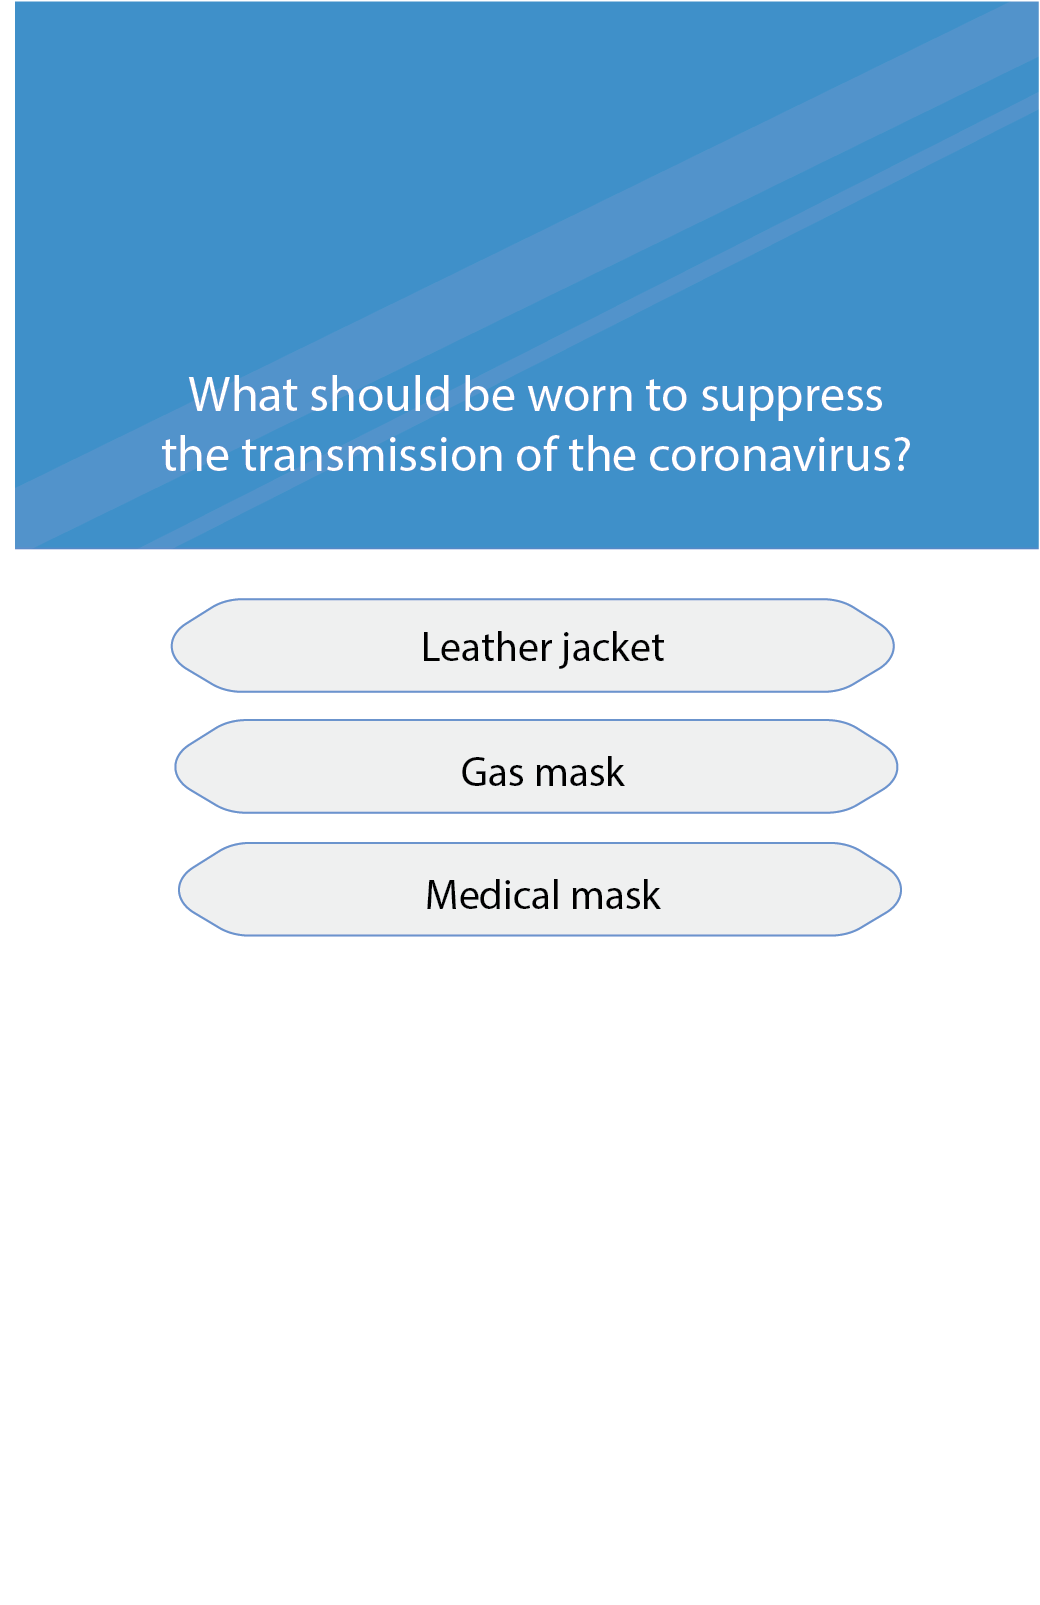 What should be worn to suppress
the transmission of the coronavirus?
Leather jacket
Gas mask
Medical mask